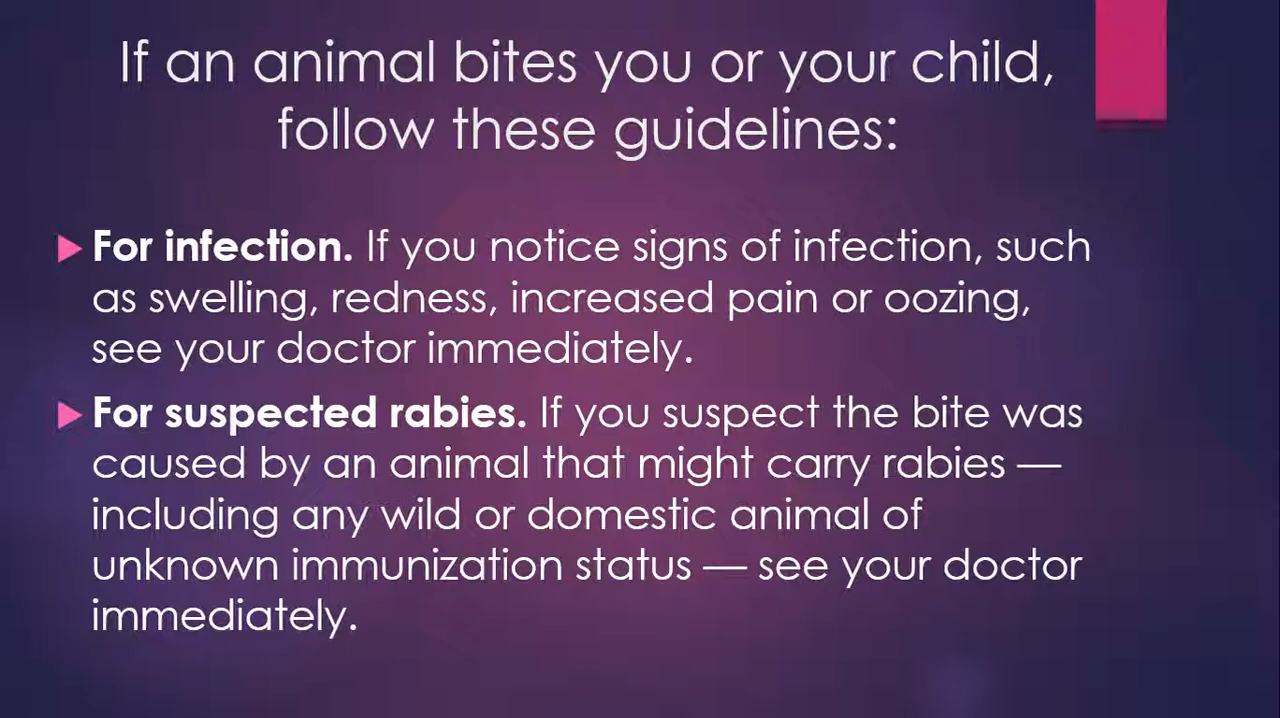 If an animal bites you or your child,
follow these guidelines:
For infection. If you notice signs of infection, such
as swelling, redness, increased pain or oozing,
see your doctor immediately.
For suspected rabies. If you suspect the bite was
caused by an animal that might carry rabies —
including any wild or domestic animal of
unknown immunization status — see your doctor
immediately.